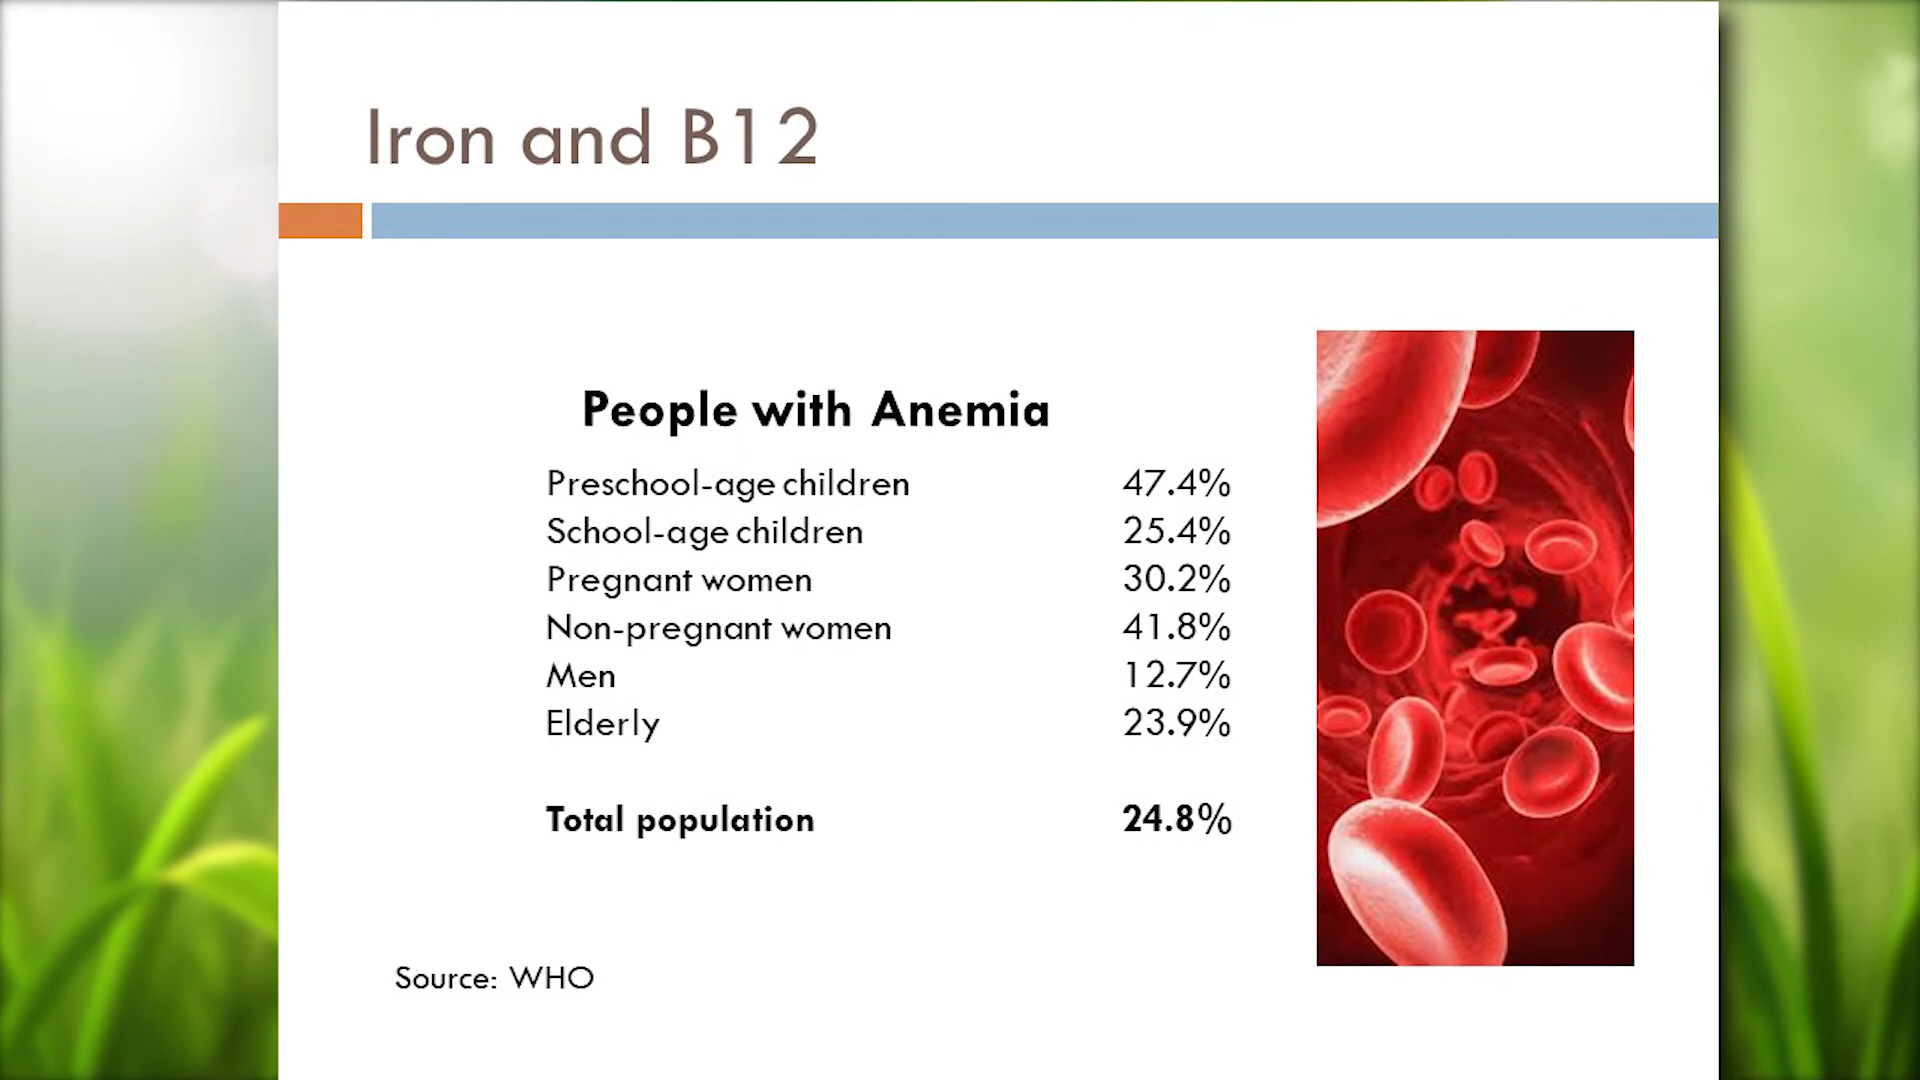 Iron and B12
People with Anemia
Preschool-age children 47.4%
School-age children 25.4%
Pregnant women 30.2%
Non-pregnant women 41.8%
Men 12.7%
Elderly 23.9%
Total population 24.8%
Source: WHO